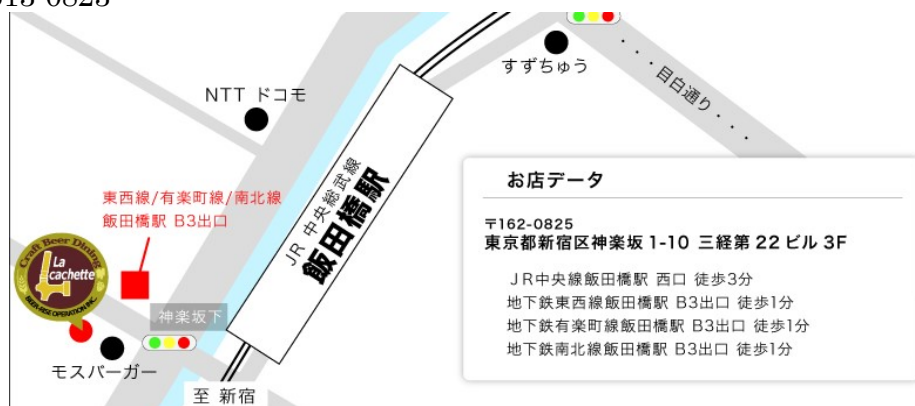 すずちゅう
・・・目白通り・・・
NTT ドコモ
JR 中央総武線
飯田橋駅
東西線/有楽町線/南北線
飯田橋駅 B3出口
Craft Beer Dining
La
cachette
BEER-RISE OPERATION INC.
神楽坂下
モスバーガー
至 新宿
お店データ
〒162-0825
東京都新宿区神楽坂 1-10 三経第 22 ビル 3F
JR中央線飯田橋駅 西口 徒歩3分
地下鉄東西線飯田橋駅 B3出口 徒歩1分
地下鉄有楽町線飯田橋駅 B3出口 徒歩1分
地下鉄南北線飯田橋駅 B3出口 徒歩1分